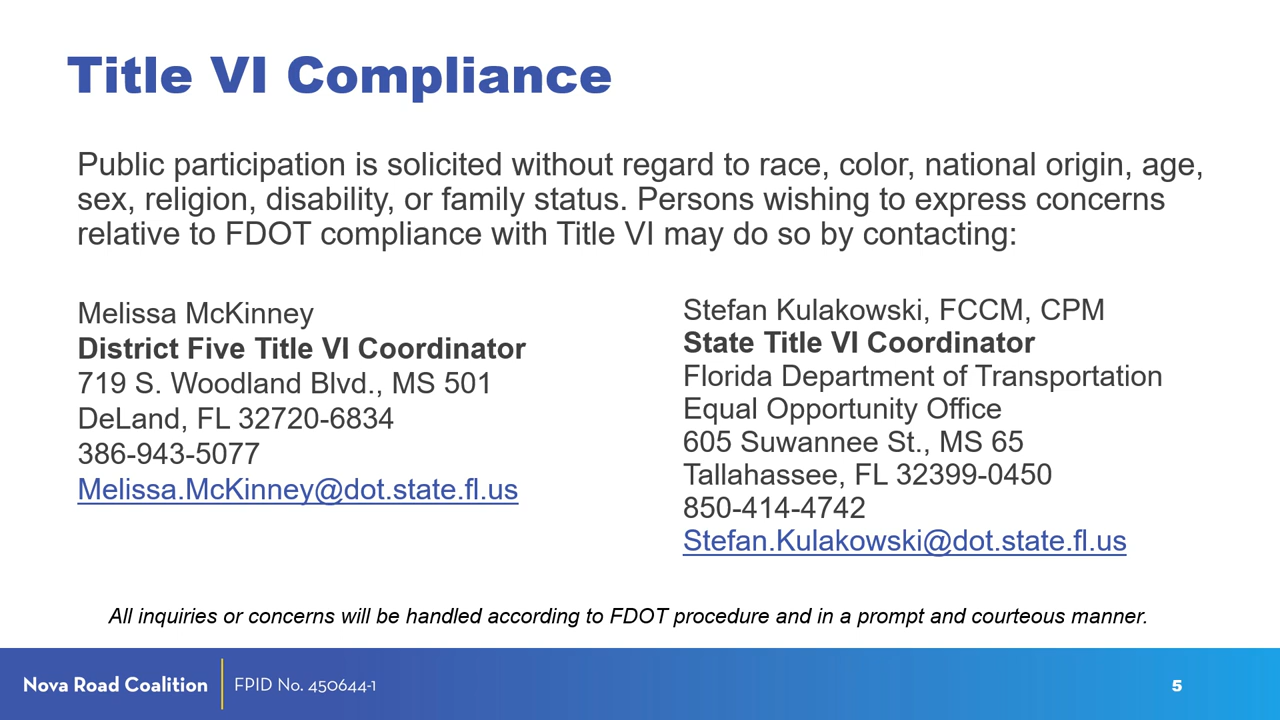 Title VI Compliance
Public participation is solicited without regard to race, color, national origin, age,
sex, religion, disability, or family status. Persons wishing to express concerns
relative to FDOT compliance with Title VI may do so by contacting:
Melissa McKinney
District Five Title VI Coordinator
719 S. Woodland Blvd., MS 501
DeLand, FL 32720-6834
386-943-5077
Melissa.McKinney@dot.state.fl.us
Stefan Kulakowski, FCCM, CPM
State Title VI Coordinator
Florida Department of Transportation
Equal Opportunity Office
605 Suwannee St., MS 65
Tallahassee, FL 32399-0450
850-414-4742
Stefan.Kulakowski@dot.state.fl.us
All inquiries or concerns will be handled according to FDOT procedure and in a prompt and courteous manner.
Nova Road Coalition FPID No. 450644-1 5